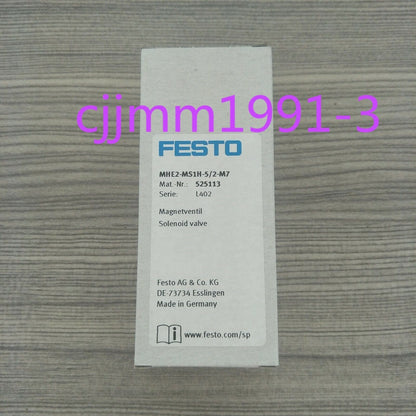 cjjmm1991-3
FESTO
MHE2-MS1H-5/2-M7
Mat.-Nr.: 525113
Serie: L402
Magnetventil
Solenoid valve
Festo AG & Co. KG
DE-73734 Esslingen
Made in Germany
www.festo.com/sp